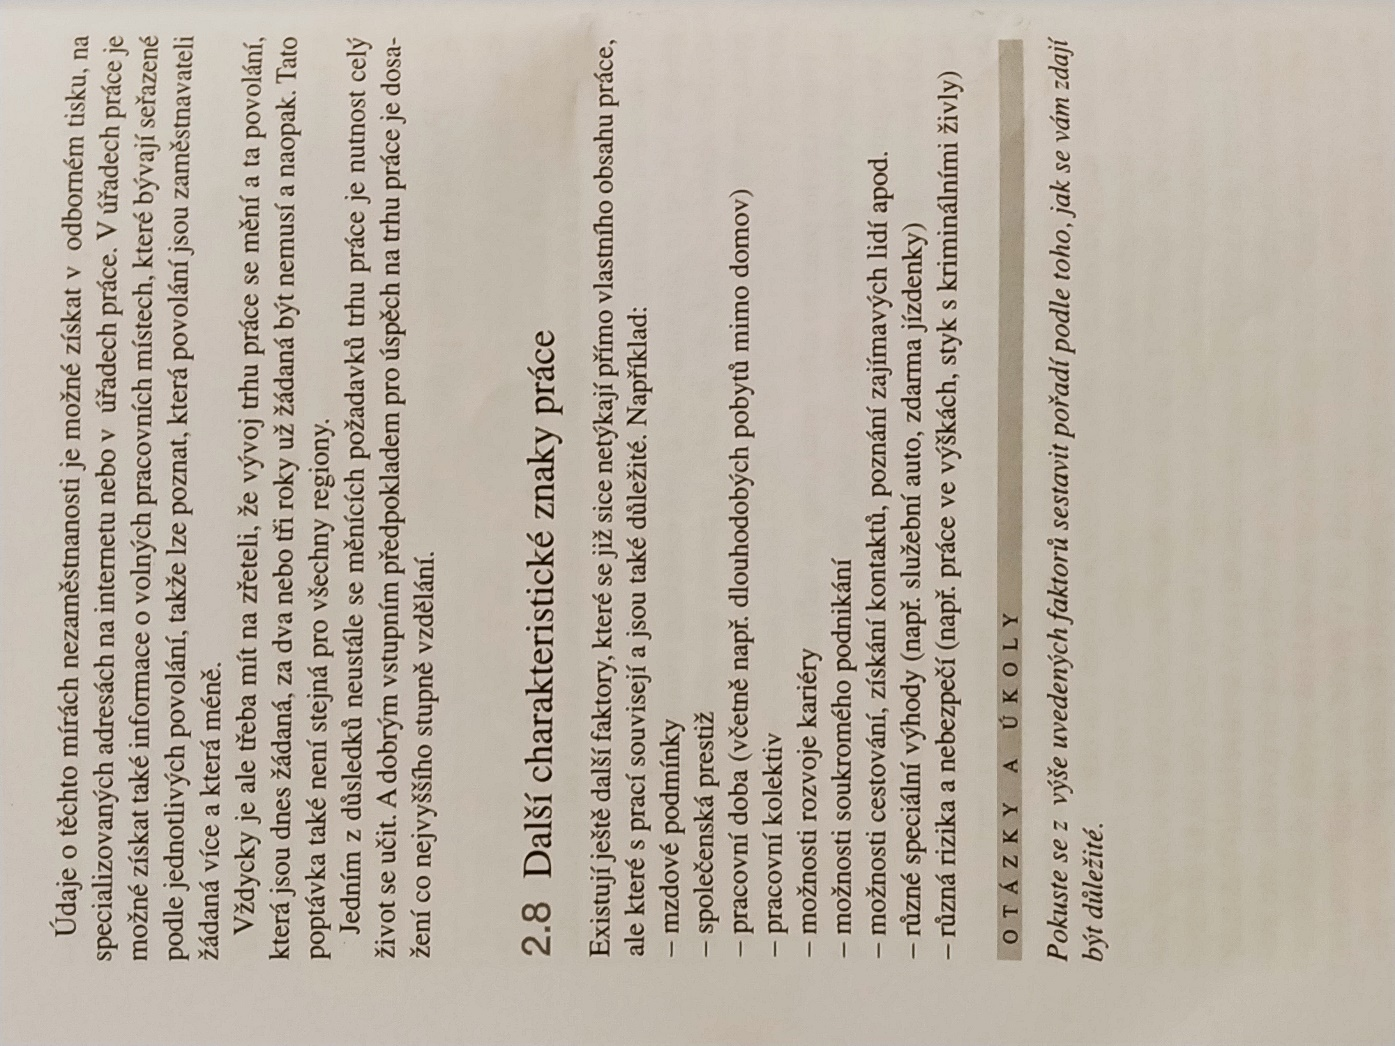 Údaje o těchto mírách nezaměstnanosti je možné získat v odborném tisku, na
specializovaných adresách na internetu nebo v úřadech práce. V úřadech práce je
možné získat také informace o volných pracovních místech, které bývají seřazené
podle jednotlivých povolání, takže lze poznat, která povolání jsou zaměstnavateli
žádaná více a která méně.
Vždycky je ale třeba mít na zřeteli, že vývoj trhu práce se mění a ta povolání,
která jsou dnes žádaná, za dva nebo tři roky už žádaná být nemusí a naopak. Tato
poptávka také není stejná pro všechny regiony.
Jedním z důsledků neustále se měnících požadavků trhu práce je nutnost celý
život se učit. A dobrým vstupním předpokladem pro úspěch na trhu práce je dosa-
žení co nejvyššího stupně vzdělání.
2.8 Další charakteristické znaky práce
Existují ještě další faktory, které se již sice netýkají přímo vlastního obsahu práce,
ale které s prací souvisejí a jsou také důležité. Například:
– mzdové podmínky
– společenská prestiž
– pracovní doba (včetně např. dlouhodobých pobytů mimo domov)
– pracovní kolektiv
– možnosti rozvoje kariéry
– možnosti soukromého podnikání
– možnosti cestování, získání kontaktů, poznání zajímavých lidí apod.
– různé speciální výhody (např. služební auto, zdarma jízdenky)
– různá rizika a nebezpečí (např. práce ve výškách, styk s kriminálními živly)
OTÁZKY A ÚKOLY
Pokuste se z výše uvedených faktorů sestavit pořadí podle toho, jak se vám zdají
být důležité.